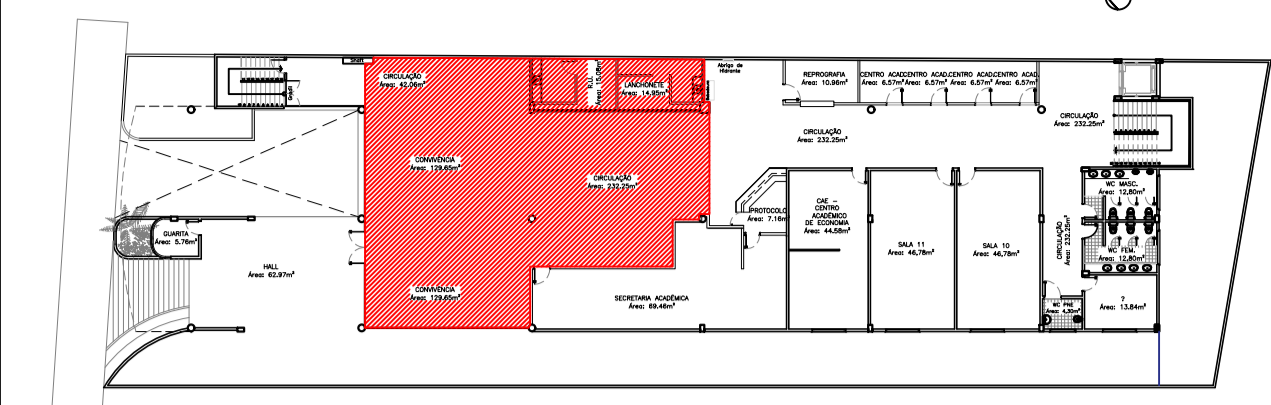 Abrigo de
Hidrante
Shaft
Gradil
CIRCULAÇÃO
Área: 42.06m²
R.U.
Área: 15.08m²
LANCHONETE
Área: 14.95m²
REPROGRAFIA
Área: 10.96m²
CENTRO ACAD.
Área: 6.57m²
CENTRO ACAD.
Área: 6.57m²
CENTRO ACAD.
Área: 6.57m²
CENTRO ACAD.
Área: 6.57m²
CIRCULAÇÃO
Área: 232.25m²
CIRCULAÇÃO
Área: 232.25m²
CONVIVÊNCIA
Área: 129.65m²
CIRCULAÇÃO
Área: 232.25m²
PROTOCOLO
Área: 7.16m²
CAE –
CENTRO
ACADÊMICO
DE ECONOMIA
Área: 44.58m²
SALA 11
Área: 46,78m²
SALA 10
Área: 46,78m²
CIRCULAÇÃO
Área: 232.25m²
WC MASC.
Área: 12,80m²
WC FEM.
Área: 12,80m²
GUARITA
Área: 5.76m²
HALL
Área: 62.97m²
CONVIVÊNCIA
Área: 129.65m²
SECRETARIA ACADÊMICA
Área: 69.46m²
WC PNE
Área: 4,30m²
?
Área: 13.84m²